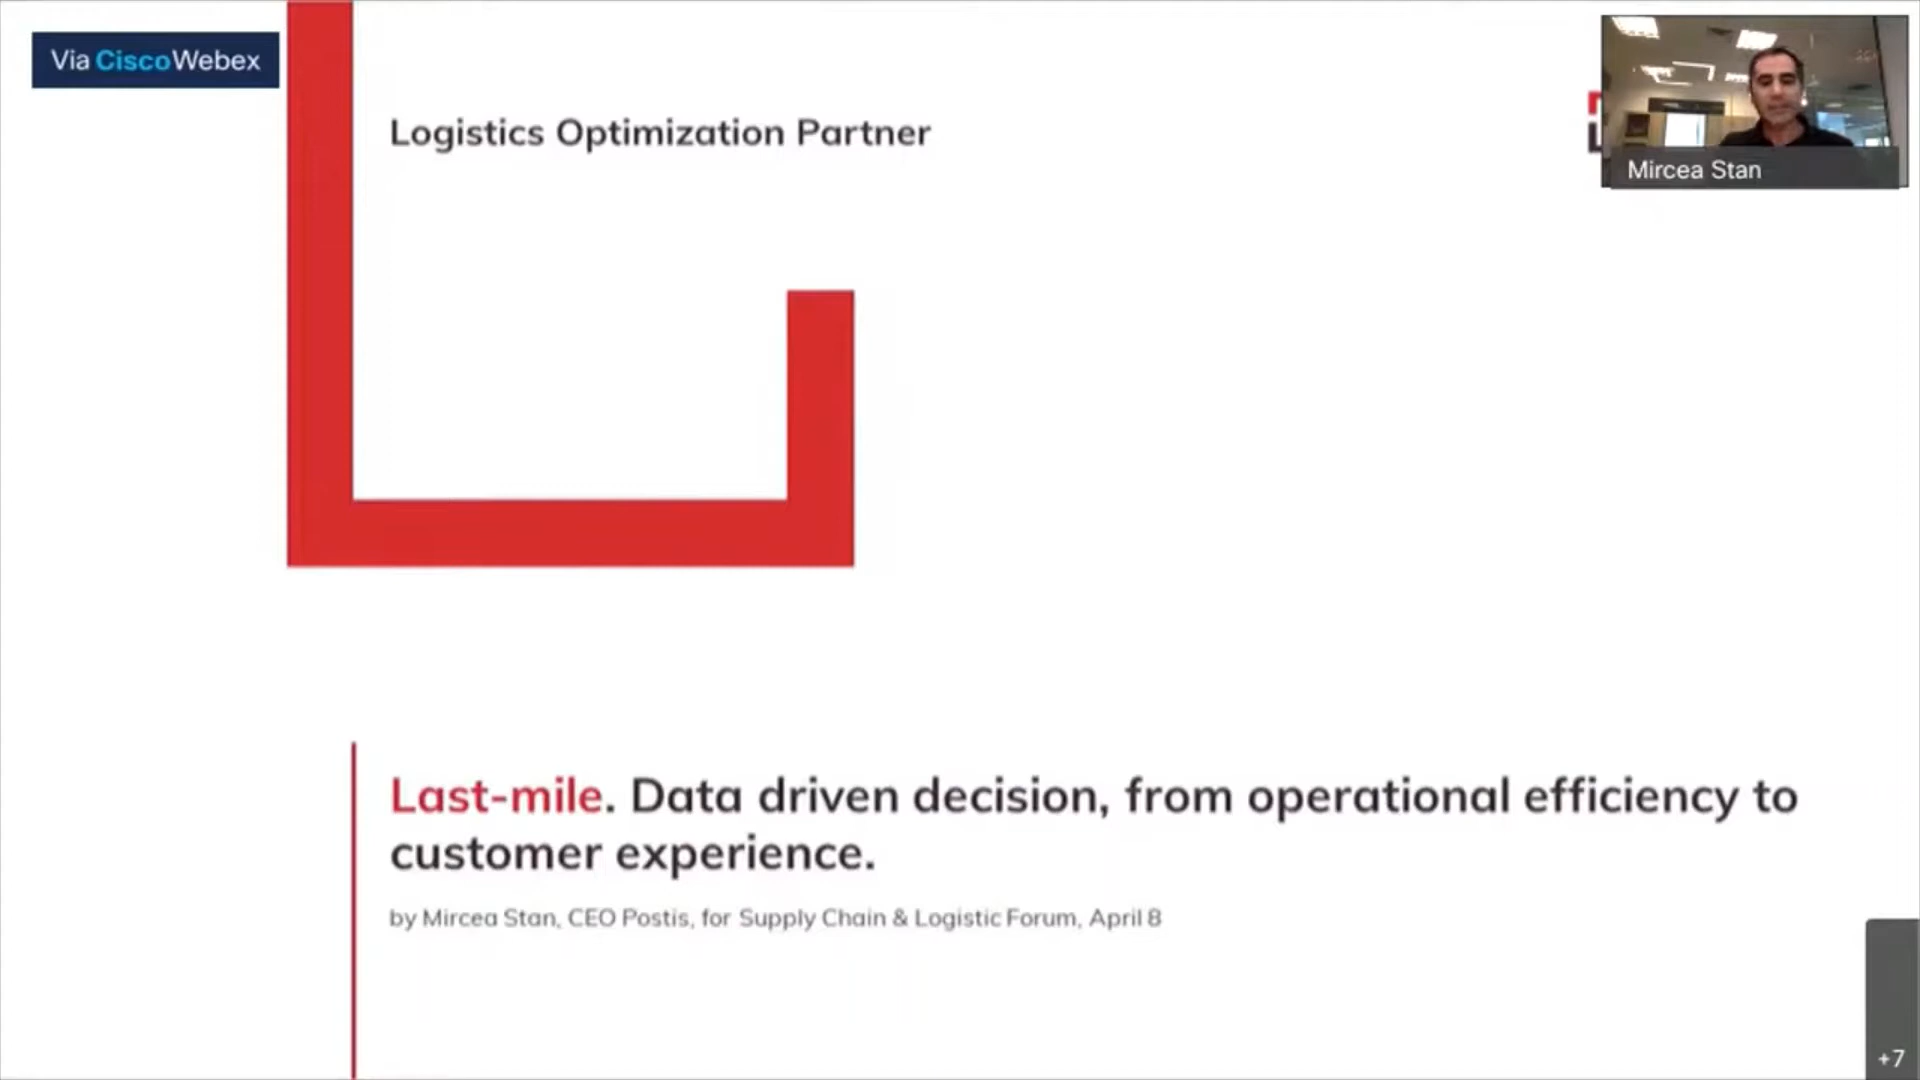 Via CiscoWebex
Logistics Optimization Partner
Mircea Stan
Last-mile. Data driven decision, from operational efficiency to
customer experience.
by Mircea Stan, CEO Postis, for Supply Chain & Logistic Forum, April 8
+7